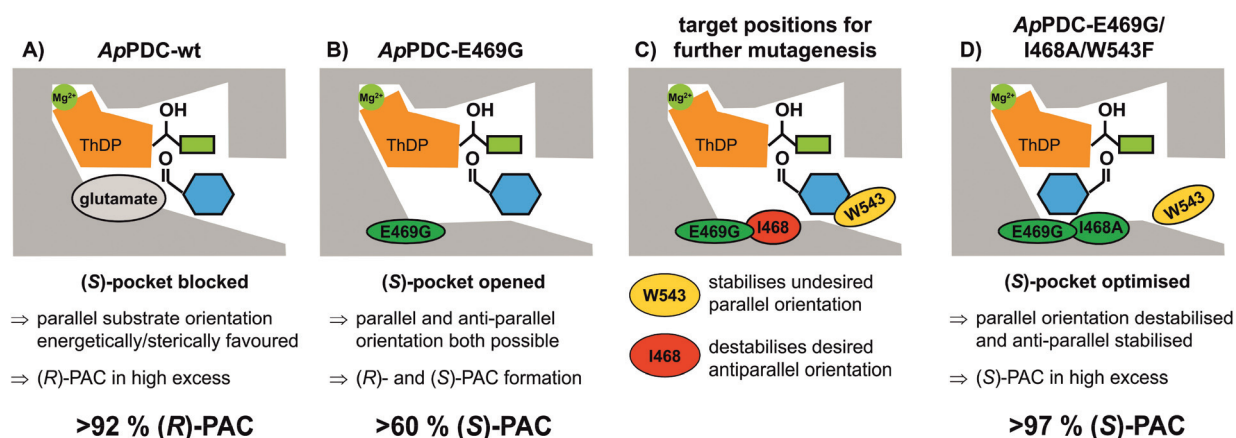 A) ApPDC-wt
Mg2+
ThDP
OH
O
glutamate
(S)-pocket blocked
⇒ parallel substrate orientation
energetically/sterically favoured
⇒ (R)-PAC in high excess
>92 % (R)-PAC
B) ApPDC-E469G
Mg2+
ThDP
OH
O
E469G
(S)-pocket opened
⇒ parallel and anti-parallel
orientation both possible
⇒ (R)- and (S)-PAC formation
>60 % (S)-PAC
C) target positions for
further mutagenesis
Mg2+
ThDP
OH
O
E469G
I468
W543
W543 stabilises undesired
parallel orientation
I468 destabilises desired
antiparallel orientation
D) ApPDC-E469G/
I468A/W543F
Mg2+
ThDP
OH
O
E469G
I468A
W543
(S)-pocket optimised
⇒ parallel orientation destabilised
and anti-parallel stabilised
⇒ (S)-PAC in high excess
>97 % (S)-PAC